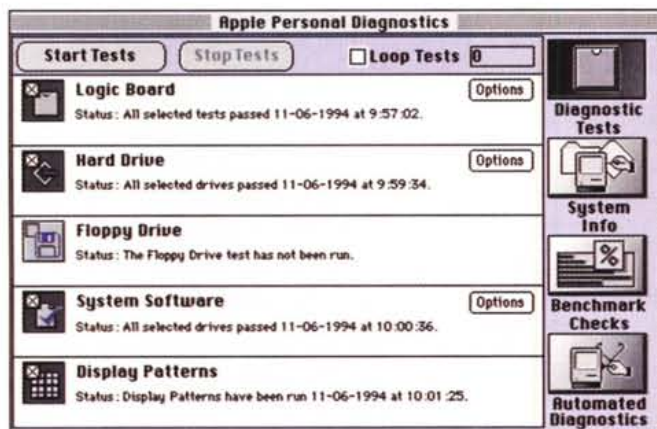 Apple Personal Diagnostics
Start Tests
Stop Tests
Loop Tests 0
Logic Board
Options
Status: All selected tests passed 11-06-1994 at 9:57:02.
Hard Drive
Options
Status: All selected drives passed 11-06-1994 at 9:59:34.
Floppy Drive
Status: The Floppy Drive test has not been run.
System Software
Options
Status: All selected drives passed 11-06-1994 at 10:00:36.
Display Patterns
Status: Display Patterns have been run 11-06-1994 at 10:01:25.
Diagnostic
Tests
System
Info
%
Benchmark
Checks
Automated
Diagnostics